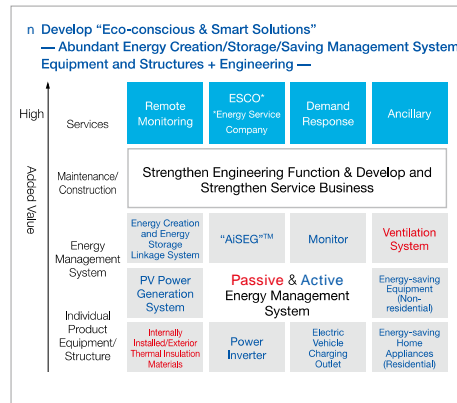 n Develop “Eco-conscious & Smart Solutions”
— Abundant Energy Creation/Storage/Saving Management System
Equipment and Structures + Engineering —
High
Added Value
Services
Remote
Monitoring
ESCO*
*Energy Service
Company
Demand
Response
Ancillary
Maintenance/
Construction
Strengthen Engineering Function & Develop and
Strengthen Service Business
Energy
Management
System
Energy Creation
and Energy
Storage
Linkage System
“AiSEG”™
Monitor
Ventilation
System
PV Power
Generation
System
Passive & Active
Energy Management
System
Energy-saving
Equipment
(Non-
residential)
Individual
Product
Equipment/
Structure
Internally
Installed/Exterior
Thermal Insulation
Materials
Power
Inverter
Electric
Vehicle
Charging
Outlet
Energy-saving
Home
Appliances
(Residential)